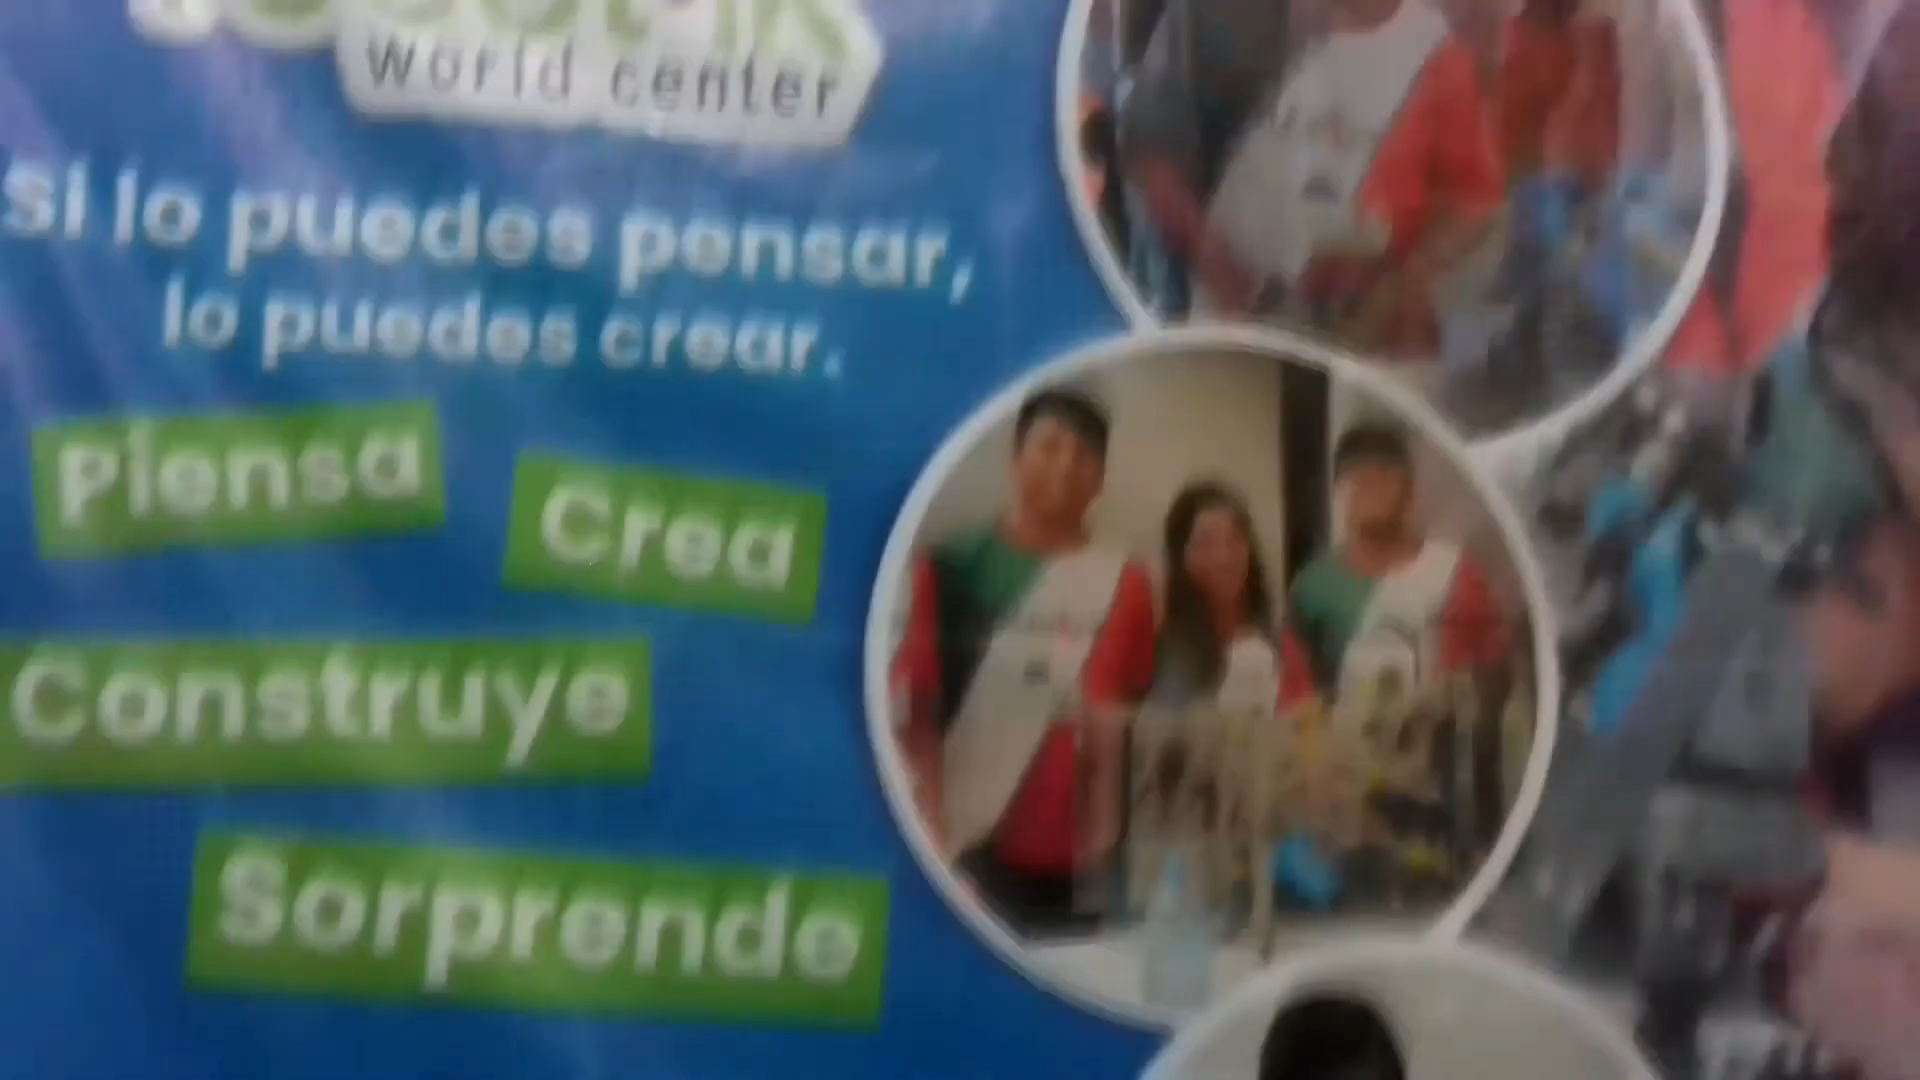 world center
Si lo puedes pensar,
lo puedes crear.
Piensa
Crea
Construye
Sorprende